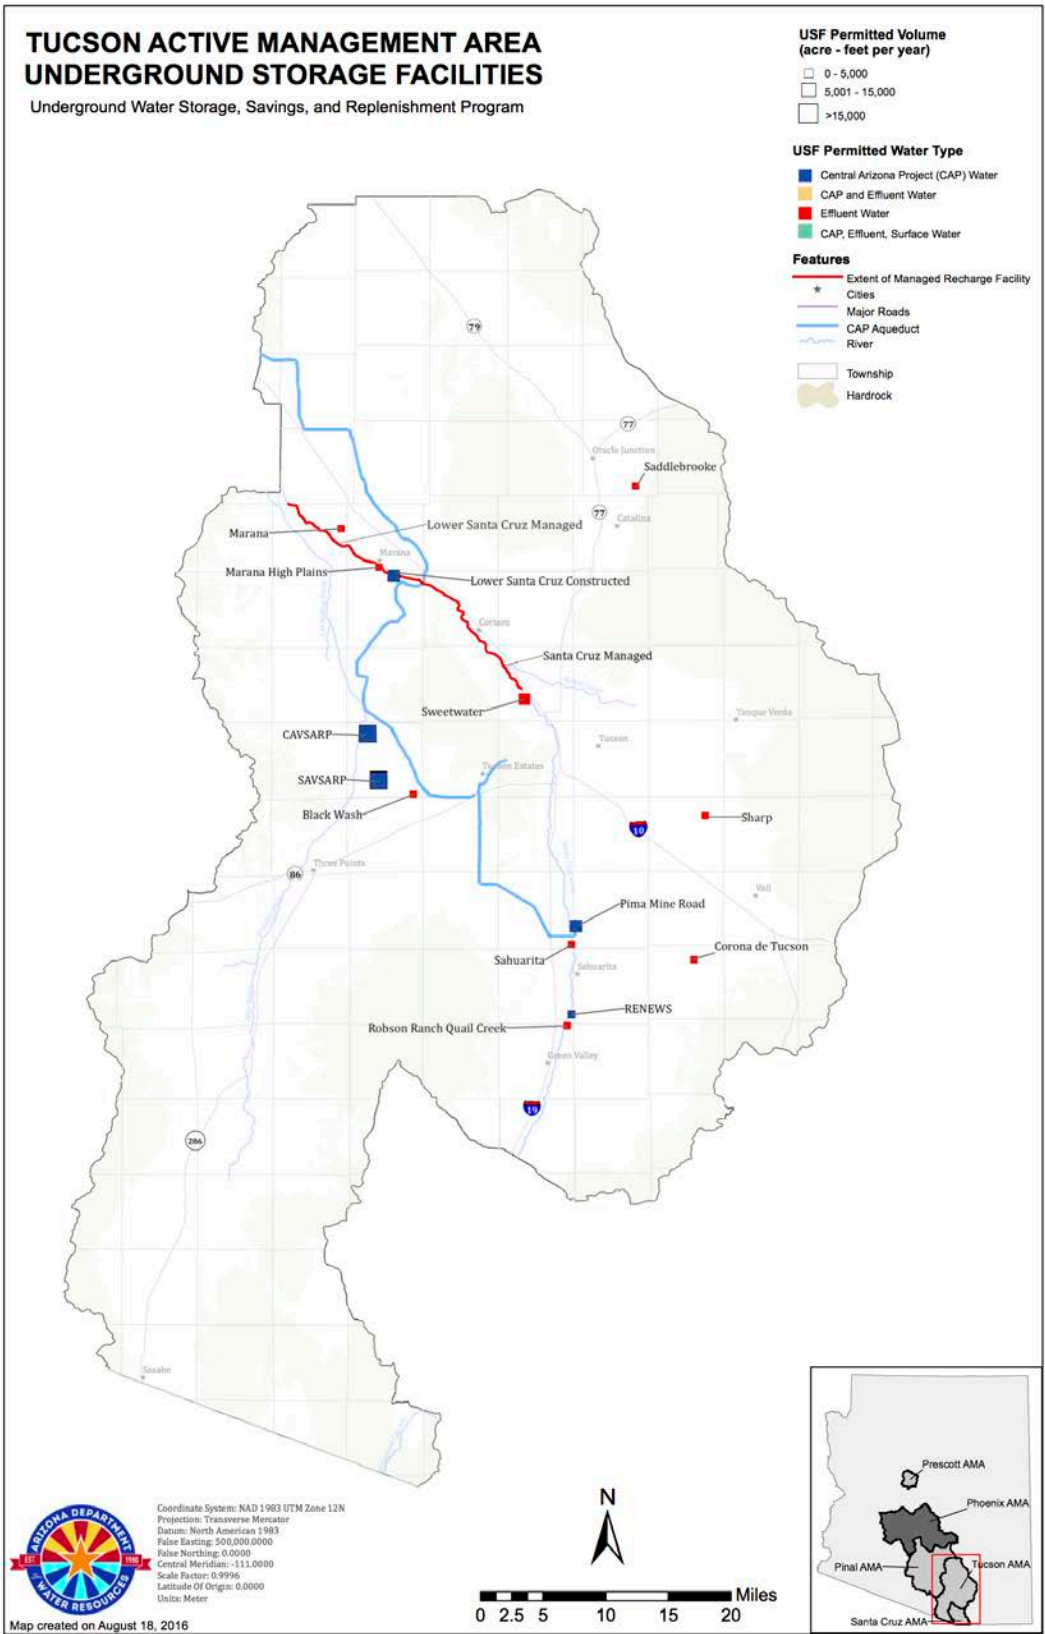 TUCSON ACTIVE MANAGEMENT AREA
UNDERGROUND STORAGE FACILITIES
Underground Water Storage, Savings, and Replenishment Program
USF Permitted Volume
(acre - feet per year)
0 - 5,000
5,001 - 15,000
>15,000
USF Permitted Water Type
Central Arizona Project (CAP) Water
CAP and Effluent Water
Effluent Water
CAP, Effluent, Surface Water
Features
Extent of Managed Recharge Facility
Cities
Major Roads
CAP Aqueduct
River
Township
Hardrock
79
77
Oracle Junction
Saddlebrooke
77
Catalina
Marana
Lower Santa Cruz Managed
Marana
Marana High Plains
Lower Santa Cruz Constructed
Cortaro
Santa Cruz Managed
Sweetwater
Tanque Verde
CAVSARP
Tucson
SAVSARP
Tucson Estates
Black Wash
Sharp
10
Three Points
86
Vail
Pima Mine Road
Corona de Tucson
Sahuarita
Sahuarita
RENEWS
Robson Ranch Quail Creek
Green Valley
19
286
Sasabe
Prescott AMA
Phoenix AMA
Pinal AMA
Tucson AMA
Santa Cruz AMA
N
Miles
0 2.5 5 10 15 20
ARIZONA DEPARTMENT
of WATER RESOURCES
EST 1980
Coordinate System: NAD 1983 UTM Zone 12N
Projection: Transverse Mercator
Datum: North American 1983
False Easting: 500,000.0000
False Northing: 0.0000
Central Meridian: -111.0000
Scale Factor: 0.9996
Latitude Of Origin: 0.0000
Units: Meter
Map created on August 18, 2016